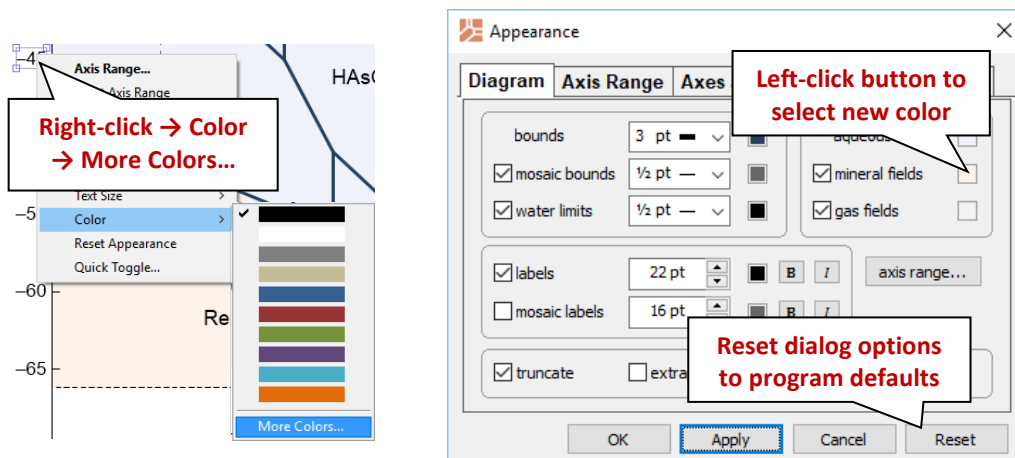 –45
Axis Range...
Axis Range
HAsO
Right-click → Color
→ More Colors...
Text Size
–5
Color
Reset Appearance
Quick Toggle...
–60
Re
–65
More Colors...
Appearance
Diagram
Axis Range
Axes
Left-click button to
select new color
bounds
3 pt
aqueous
mosaic bounds
½ pt
mineral fields
water limits
½ pt
gas fields
labels
22 pt
B
I
axis range...
mosaic labels
16 pt
B
I
Reset dialog options
to program defaults
truncate
extra
OK
Apply
Cancel
Reset